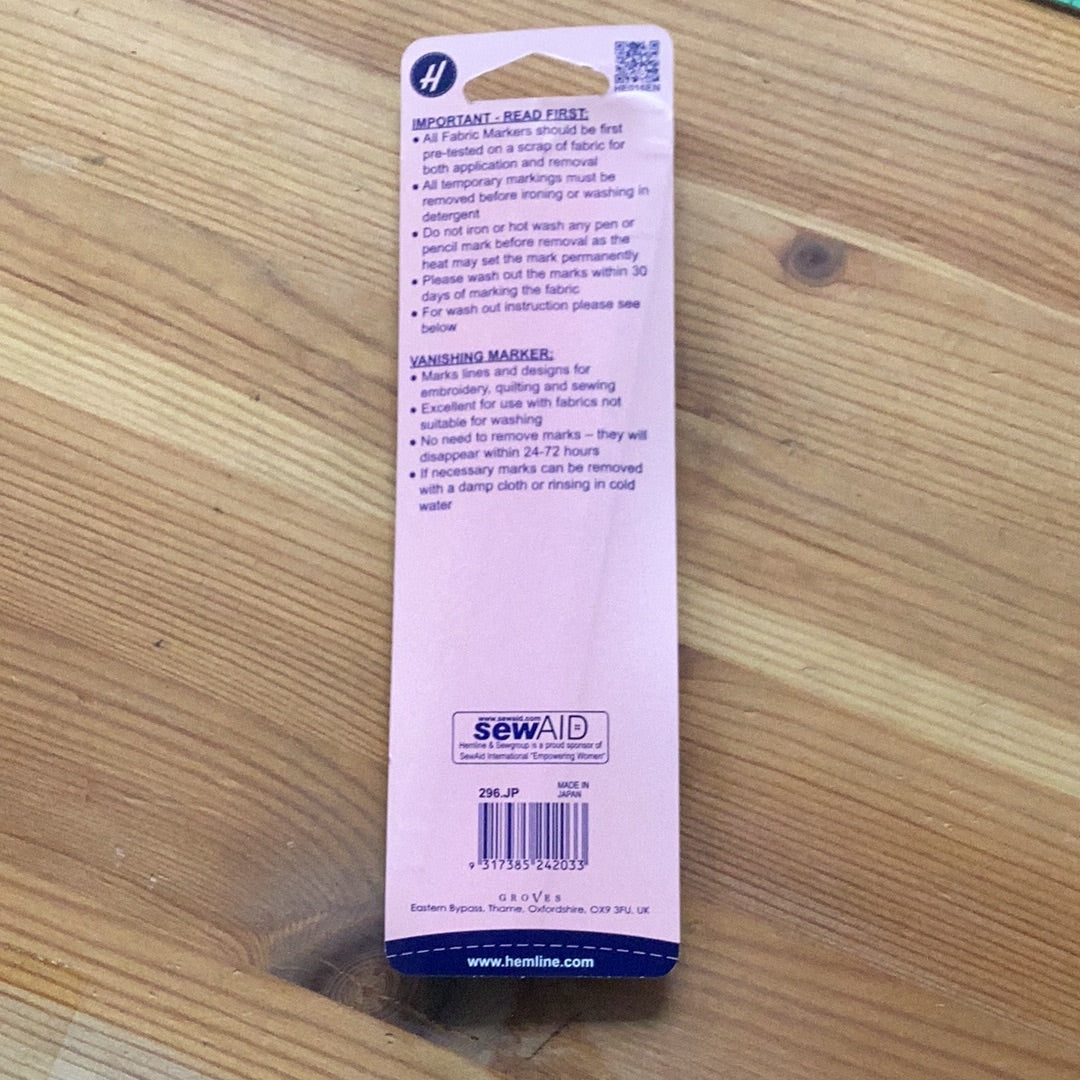 H
HE016EN
IMPORTANT - READ FIRST:
• All Fabric Markers should be first
pre-tested on a scrap of fabric for
both application and removal
• All temporary markings must be
removed before ironing or washing in
detergent
• Do not iron or hot wash any pen or
pencil mark before removal as the
heat may set the mark permanently
• Please wash out the marks within 30
days of marking the fabric
• For wash out instruction please see
below
VANISHING MARKER:
• Marks lines and designs for
embroidery, quilting and sewing
• Excellent for use with fabrics not
suitable for washing
• No need to remove marks – they will
disappear within 24-72 hours
• If necessary marks can be removed
with a damp cloth or rinsing in cold
water
www.sewaid.com
sewAID
Hemline & Sewgroup is a proud sponsor of
SewAid International "Empowering Women"
296.JP MADE IN
JAPAN
9 317385 242033
GROVES
Eastern Bypass, Thame, Oxfordshire, OX9 3FU, UK
www.hemline.com